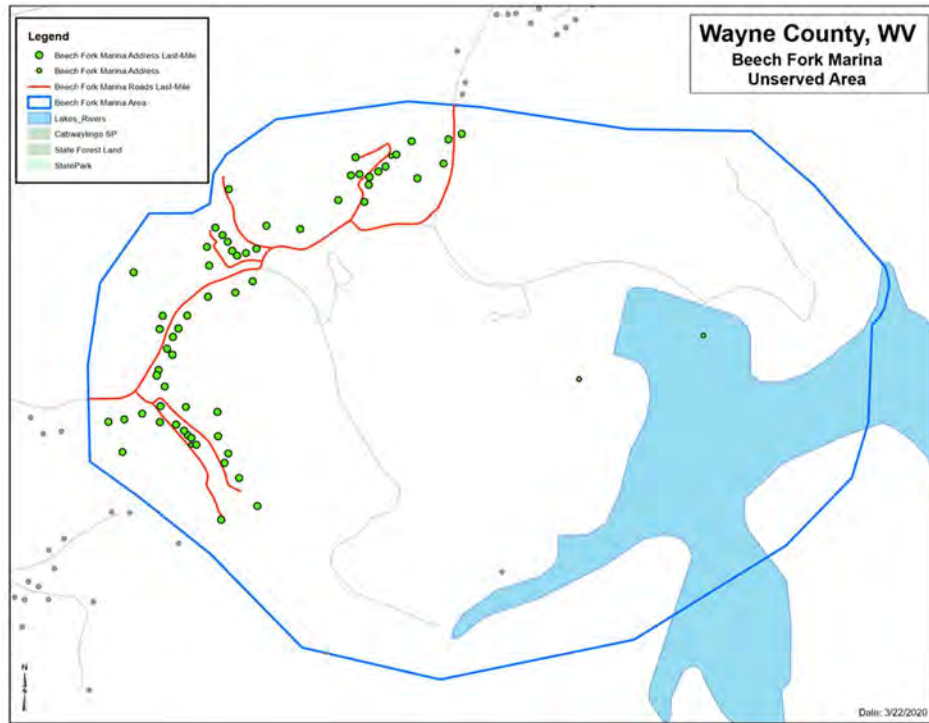 Wayne County, WV
Beech Fork Marina
Unserved Area
Legend
Beech Fork Marina Address Last-Mile
Beech Fork Marina Address
Beech Fork Marina Roads Last-Mile
Beech Fork Marina Area
Lakes_Rivers
Cabwaylingo SP
State Forest Land
StatePark
N
Date: 3/22/2020